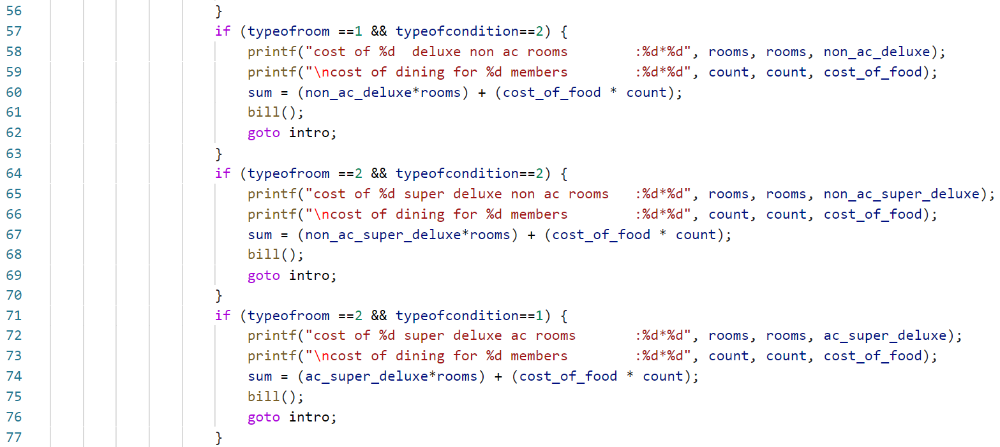 56 }
57 if (typeofroom ==1 && typeofcondition==2) {
58 printf("cost of %d  deluxe non ac rooms        :%d*%d", rooms, rooms, non_ac_deluxe);
59 printf("\ncost of dining for %d members        :%d*%d", count, count, cost_of_food);
60 sum = (non_ac_deluxe*rooms) + (cost_of_food * count);
61 bill();
62 goto intro;
63 }
64 if (typeofroom ==2 && typeofcondition==2) {
65 printf("cost of %d super deluxe non ac rooms   :%d*%d", rooms, rooms, non_ac_super_deluxe);
66 printf("\ncost of dining for %d members        :%d*%d", count, count, cost_of_food);
67 sum = (non_ac_super_deluxe*rooms) + (cost_of_food * count);
68 bill();
69 goto intro;
70 }
71 if (typeofroom ==2 && typeofcondition==1) {
72 printf("cost of %d super deluxe ac rooms       :%d*%d", rooms, rooms, ac_super_deluxe);
73 printf("\ncost of dining for %d members        :%d*%d", count, count, cost_of_food);
74 sum = (ac_super_deluxe*rooms) + (cost_of_food * count);
75 bill();
76 goto intro;
77 }